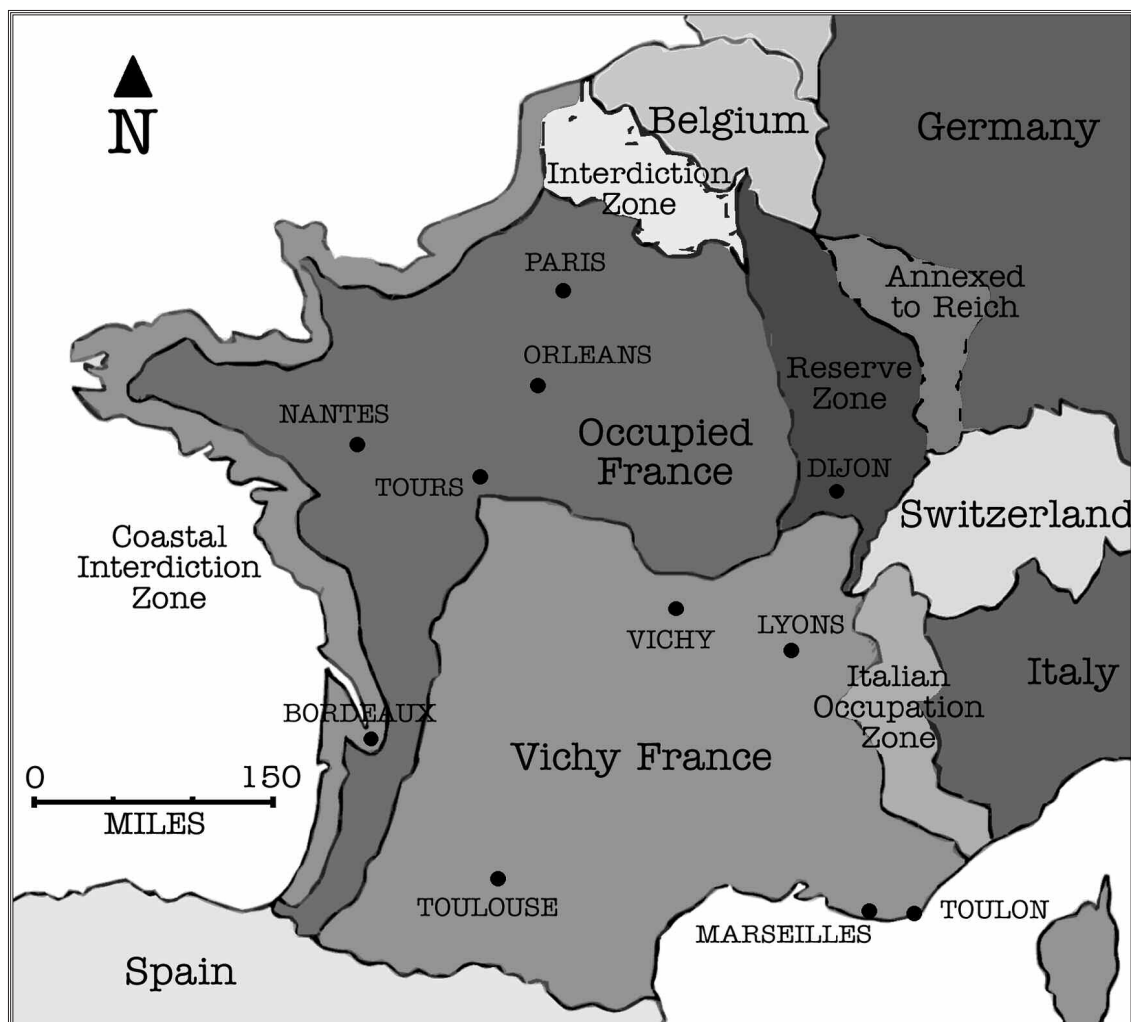 N
Belgium
Germany
Interdiction
Zone
PARIS
Annexed
to Reich
ORLEANS
Reserve
Zone
NANTES
Occupied
France
DIJON
TOURS
Switzerland
Coastal
Interdiction
Zone
VICHY
LYONS
Italian
Occupation
Zone
Italy
BORDEAUX
Vichy France
0 150
MILES
TOULOUSE
MARSEILLES
TOULON
Spain